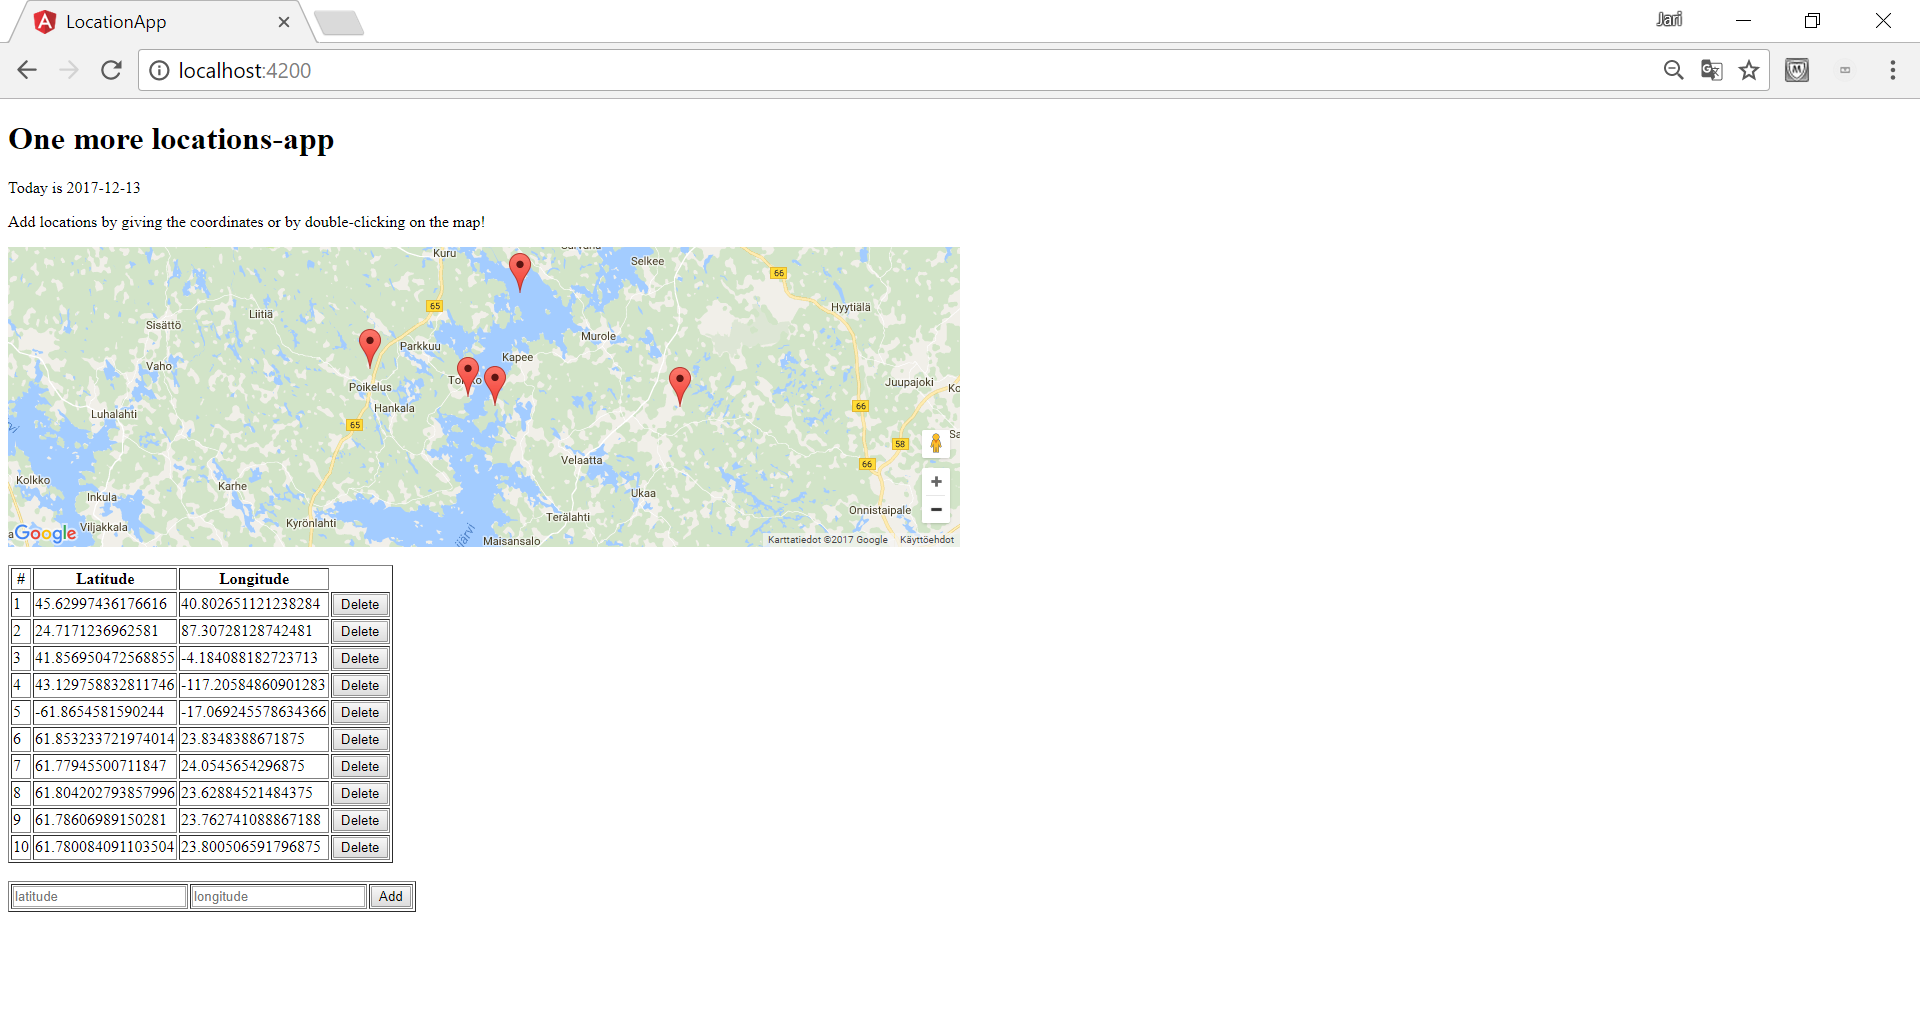 LocationApp
Jari
localhost:4200
One more locations-app
Today is 2017-12-13
Add locations by giving the coordinates or by double-clicking on the map!
Kuru
Selkee
66
65
Hyytiälä
Liitiä
Sisättö
Murole
Parkkuu
Kapee
Vaho
Poikelus
Juupajoki
Hankala
66
Luhalahti
65
58
Velaatta
66
Kolkko
Karhe
Ukaa
Inkula
Onnistaipale
Terälahti
Kyrönlahti
Viljakkala
Google
Maisansalo
Karttatiedot ©2017 Google Käyttöehdot
# Latitude Longitude
1 45.62997436176616 40.802651121238284 Delete
2 24.7171236962581 87.30728128742481 Delete
3 41.856950472568855 -4.184088182723713 Delete
4 43.129758832811746 -117.20584860901283 Delete
5 -61.8654581590244 -17.069245578634366 Delete
6 61.853233721974014 23.8348388671875 Delete
7 61.77945500711847 24.0545654296875 Delete
8 61.804202793857996 23.62884521484375 Delete
9 61.78606989150281 23.762741088867188 Delete
10 61.780084091103504 23.800506591796875 Delete
latitude longitude Add